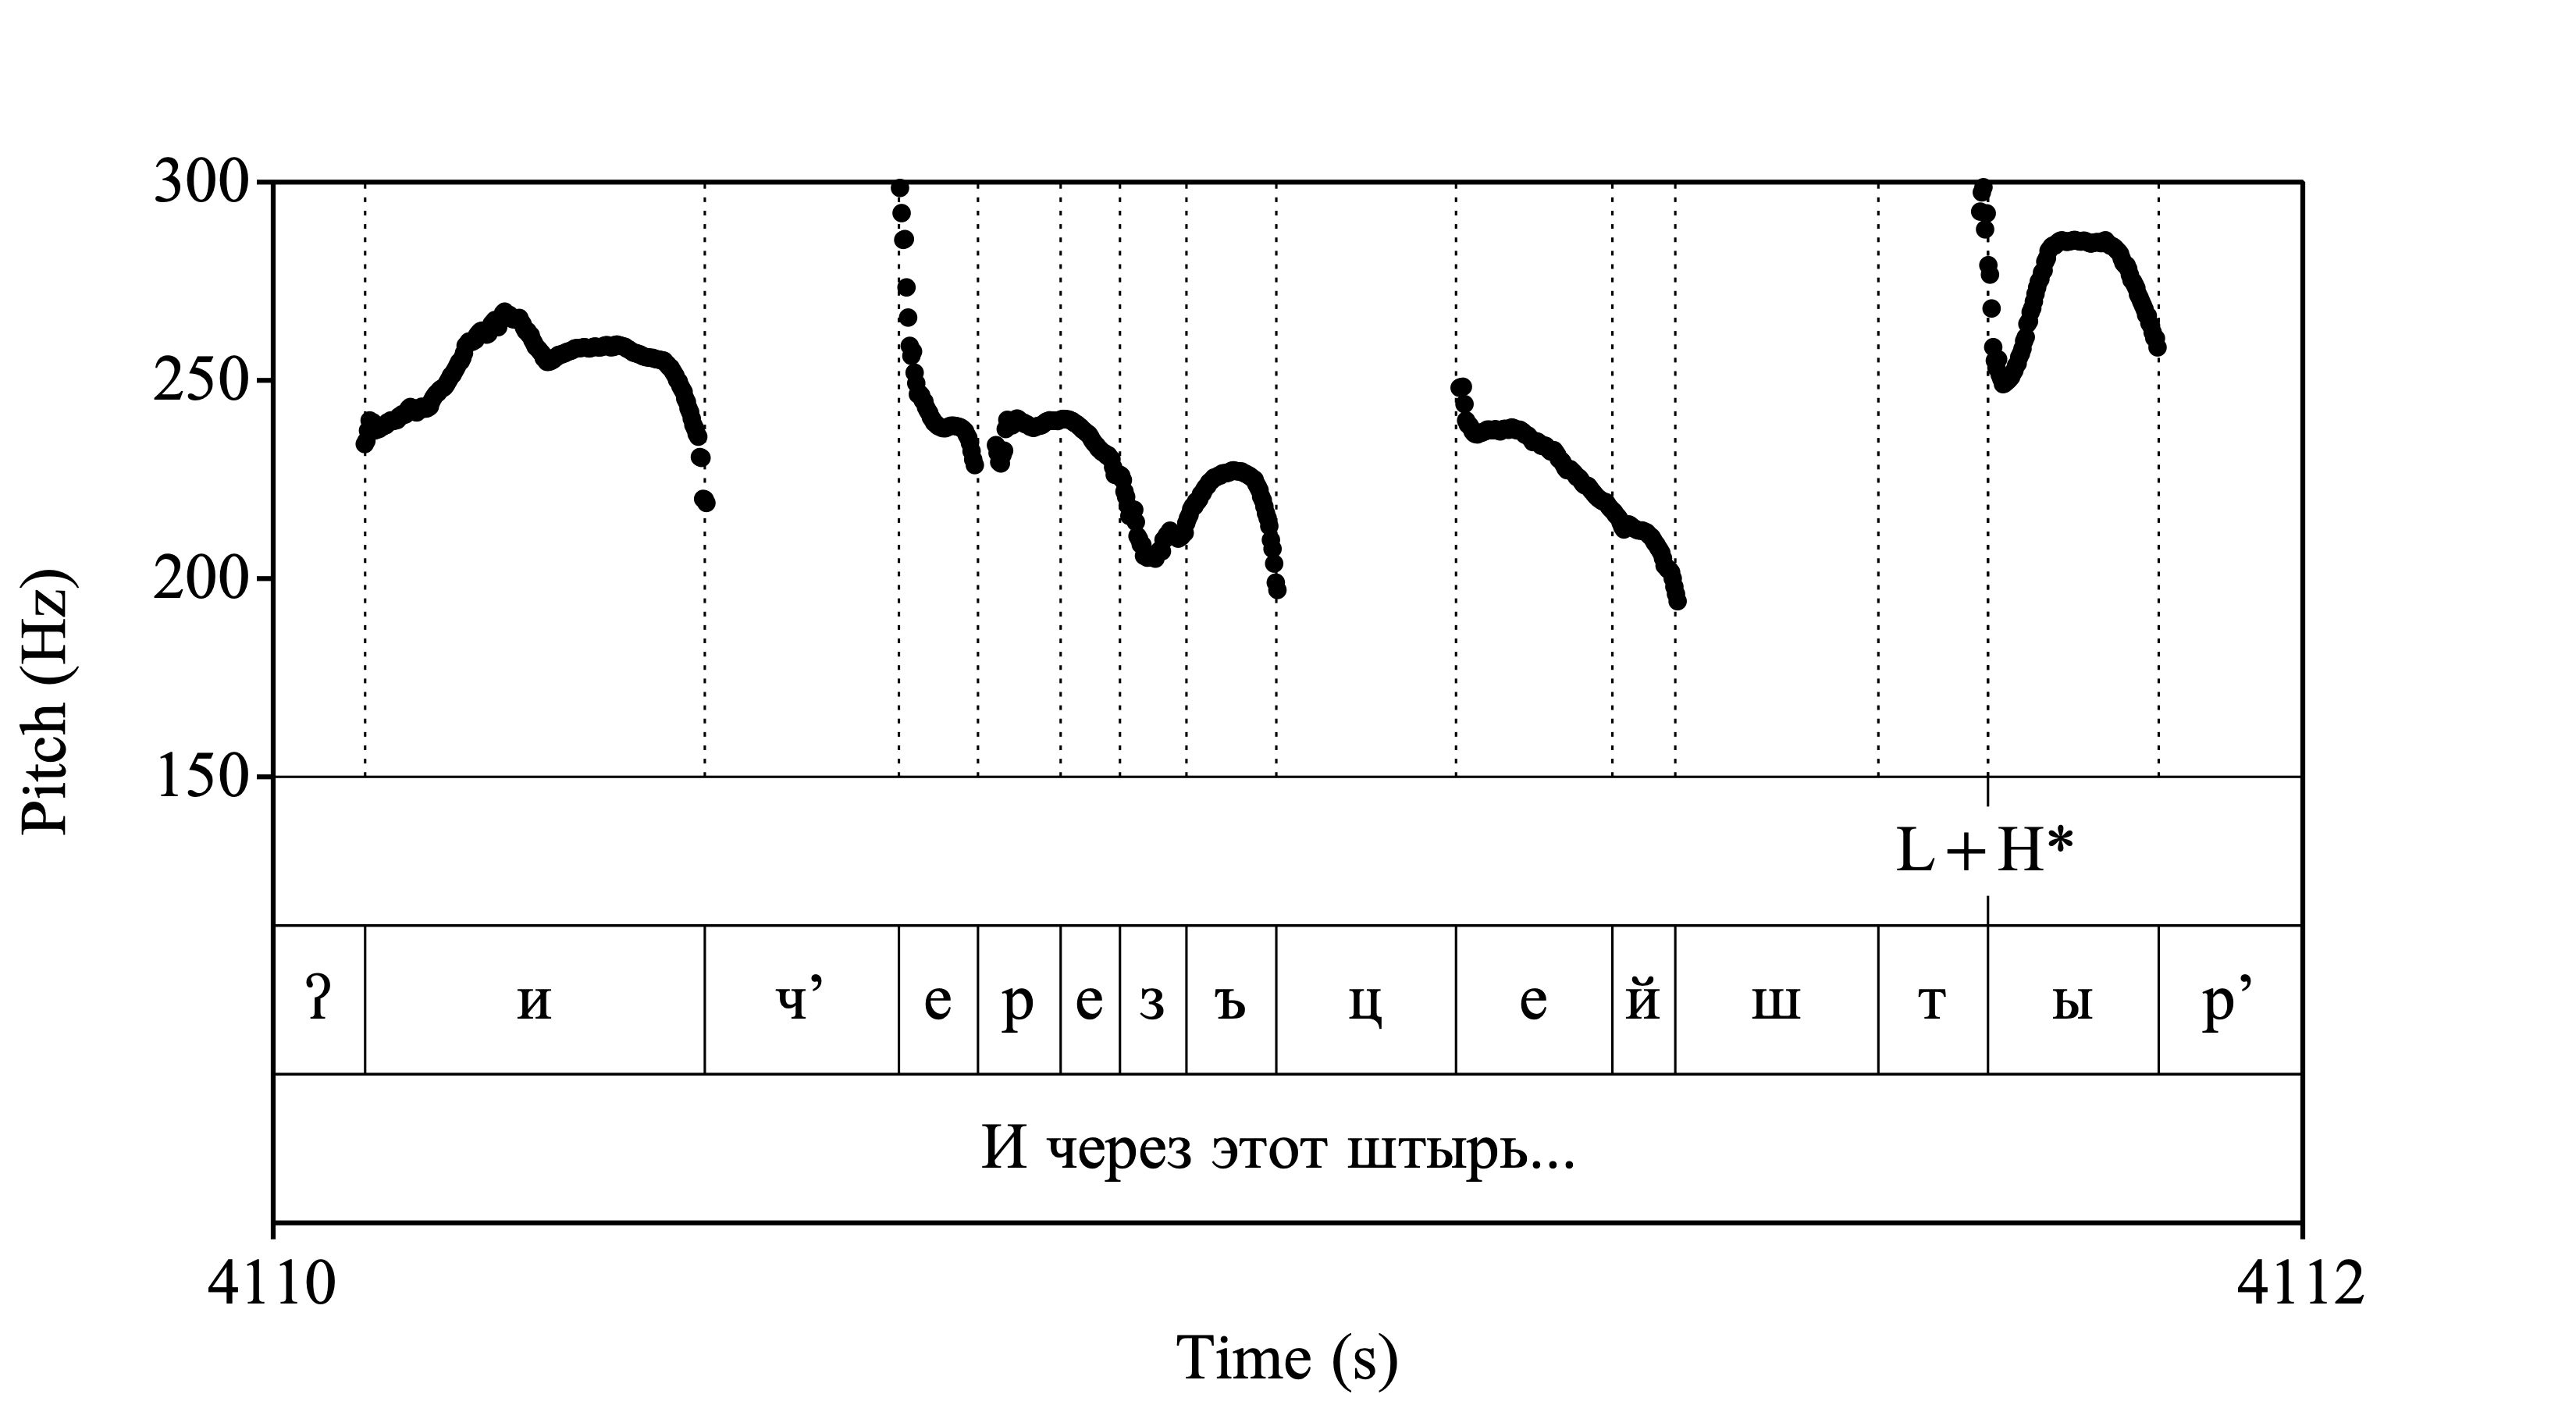 300
250
200
150
Pitch (Hz)
L+H*
ʔ и ч’ е р е з ъ ц е й ш т ы р’
И через этот штырь...
4110 4112
Time (s)